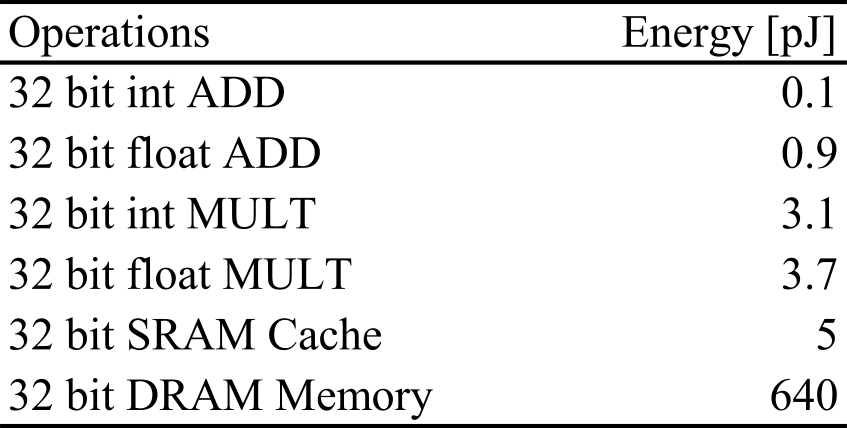 Operations Energy [pJ]
32 bit int ADD 0.1
32 bit float ADD 0.9
32 bit int MULT 3.1
32 bit float MULT 3.7
32 bit SRAM Cache 5
32 bit DRAM Memory 640